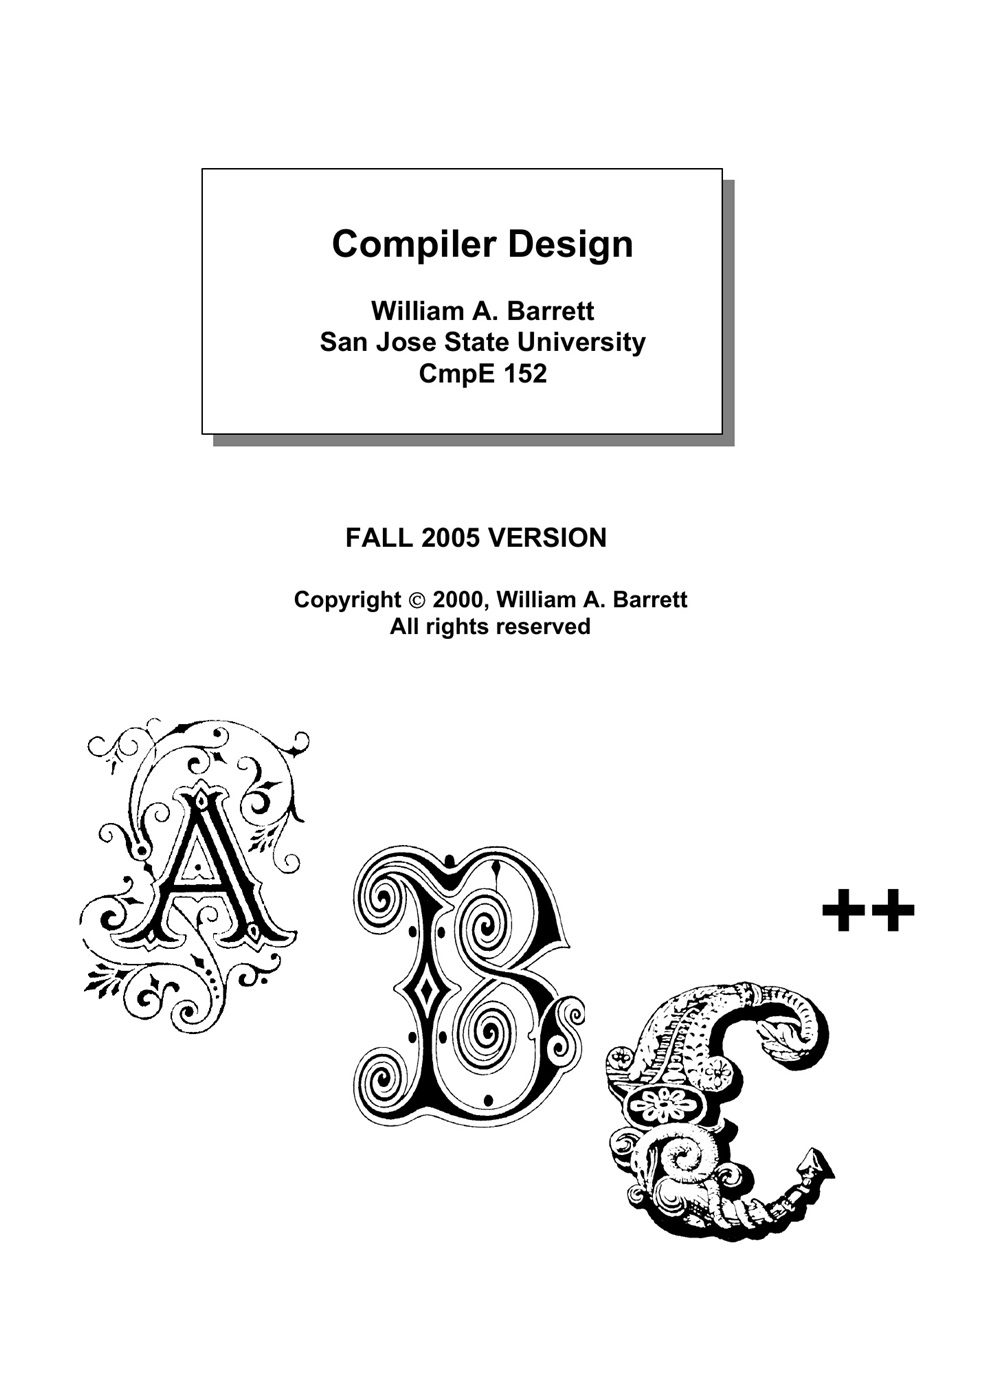 Compiler Design
William A. Barrett
San Jose State University
CmpE 152
FALL 2005 VERSION
Copyright © 2000, William A. Barrett
All rights reserved
A
B
++
C